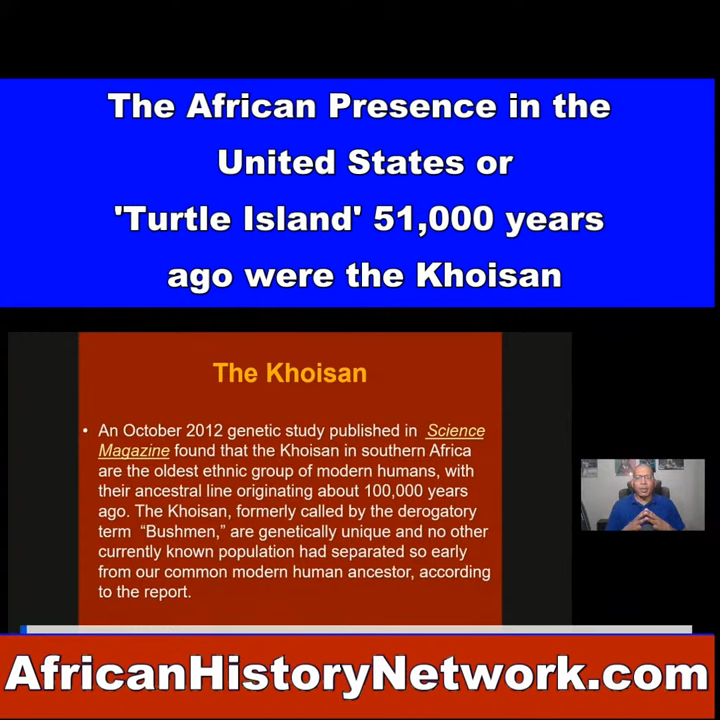 The African Presence in the
United States or
'Turtle Island' 51,000 years
ago were the Khoisan
The Khoisan
• An October 2012 genetic study published in Science
Magazine found that the Khoisan in southern Africa
are the oldest ethnic group of modern humans, with
their ancestral line originating about 100,000 years
ago. The Khoisan, formerly called by the derogatory
term “Bushmen,” are genetically unique and no other
currently known population had separated so early
from our common modern human ancestor, according
to the report.
AfricanHistoryNetwork.com